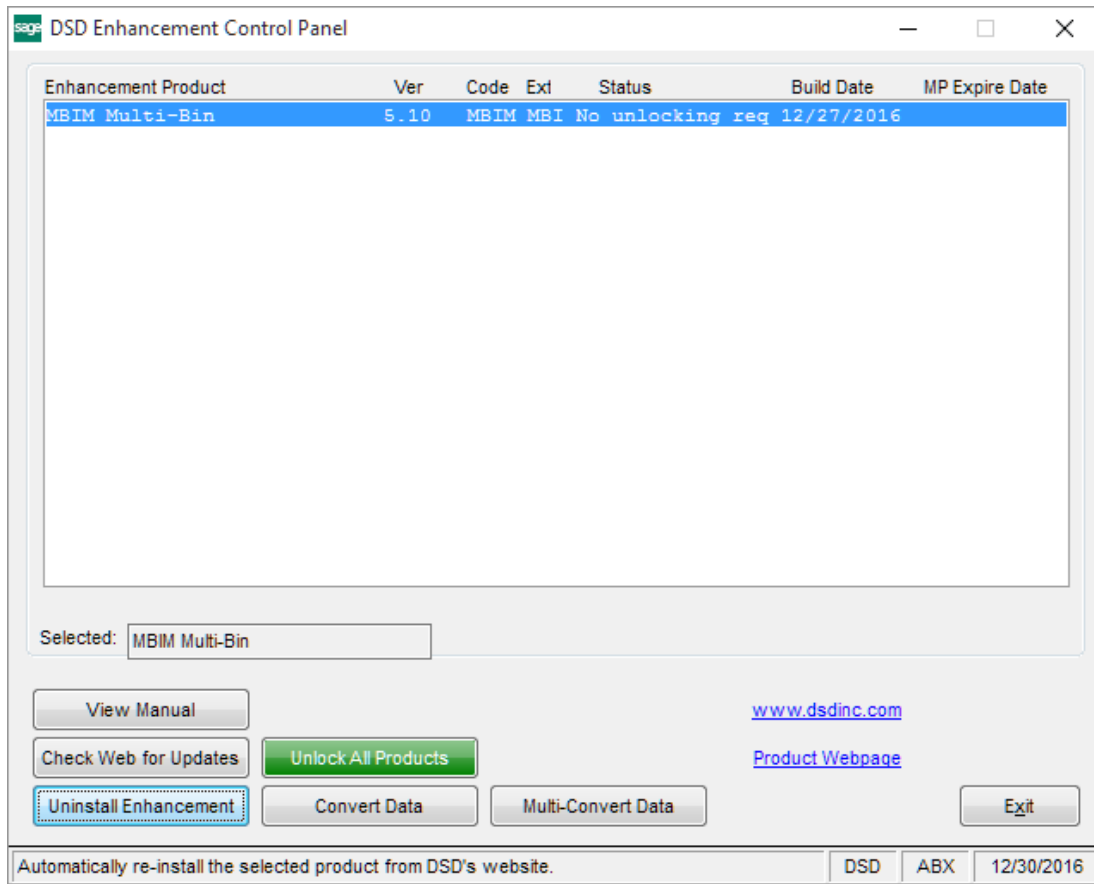 sage DSD Enhancement Control Panel
Enhancement Product Ver Code Ext Status Build Date MP Expire Date
MBIM Multi-Bin 5.10 MBIM MBI No unlocking req 12/27/2016
Selected: MBIM Multi-Bin
View Manual www.dsdinc.com
Check Web for Updates Unlock All Products Product Webpage
Uninstall Enhancement Convert Data Multi-Convert Data Exit
Automatically re-install the selected product from DSD's website. DSD ABX 12/30/2016